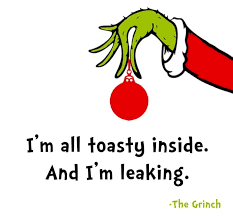 I'm all toasty inside.
And I'm leaking.
-The Grinch